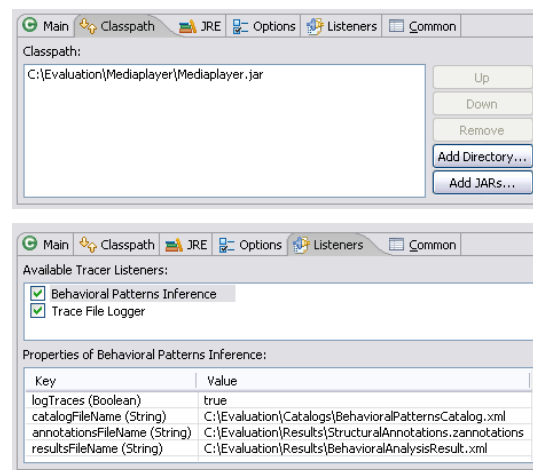 Main Classpath JRE Options Listeners Common
Classpath:
C:\Evaluation\Mediaplayer\Mediaplayer.jar
Up
Down
Remove
Add Directory...
Add JARs...
Main Classpath JRE Options Listeners Common
Available Tracer Listeners:
Behavioral Patterns Inference
Trace File Logger
Properties of Behavioral Patterns Inference:
Key Value
logTraces (Boolean) true
catalogFileName (String) C:\Evaluation\Catalogs\BehavioralPatternsCatalog.xml
annotationsFileName (String) C:\Evaluation\Results\StructuralAnnotations.zannotations
resultsFileName (String) C:\Evaluation\Results\BehavioralAnalysisResult.xml